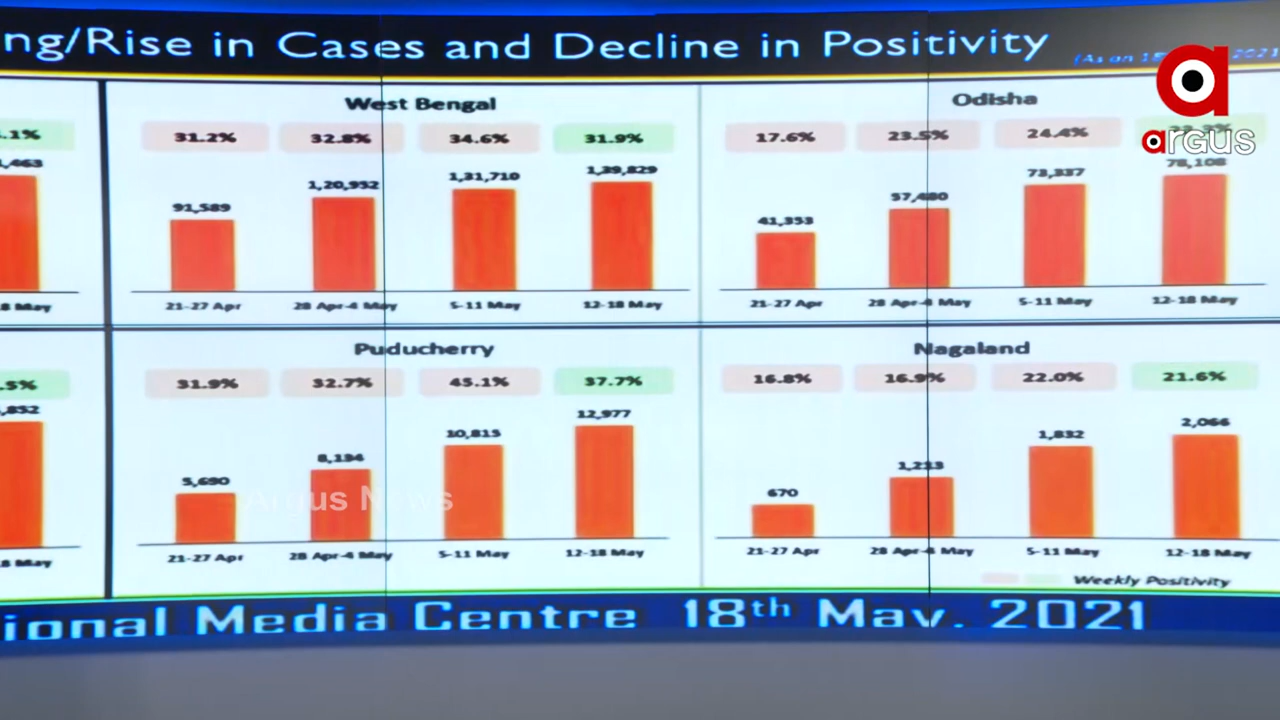 ng/Rise in Cases and Decline in Positivity
argus
West Bengal
31.2% 32.8% 34.6% 31.9%
91,589 1,20,952 1,31,710 1,39,829
21-27 Apr 28 Apr-4 May 5-11 May 12-18 May
Odisha
17.6% 23.5% 24.4%
41,353 57,480 73,337 78,108
21-27 Apr 28 Apr-4 May 5-11 May 12-18 May
.1%
,463
8 May
Puducherry
31.9% 32.7% 45.1% 37.7%
5,690 8,134 10,815 12,977
21-27 Apr 28 Apr-4 May 5-11 May 12-18 May
Argus News
Nagaland
16.8% 16.9% 22.0% 21.6%
670 1,213 1,832 2,066
21-27 Apr 28 Apr-4 May 5-11 May 12-18 May
.5%
,852
8 May
Weekly Positivity
ional Media Centre 18th May, 2021